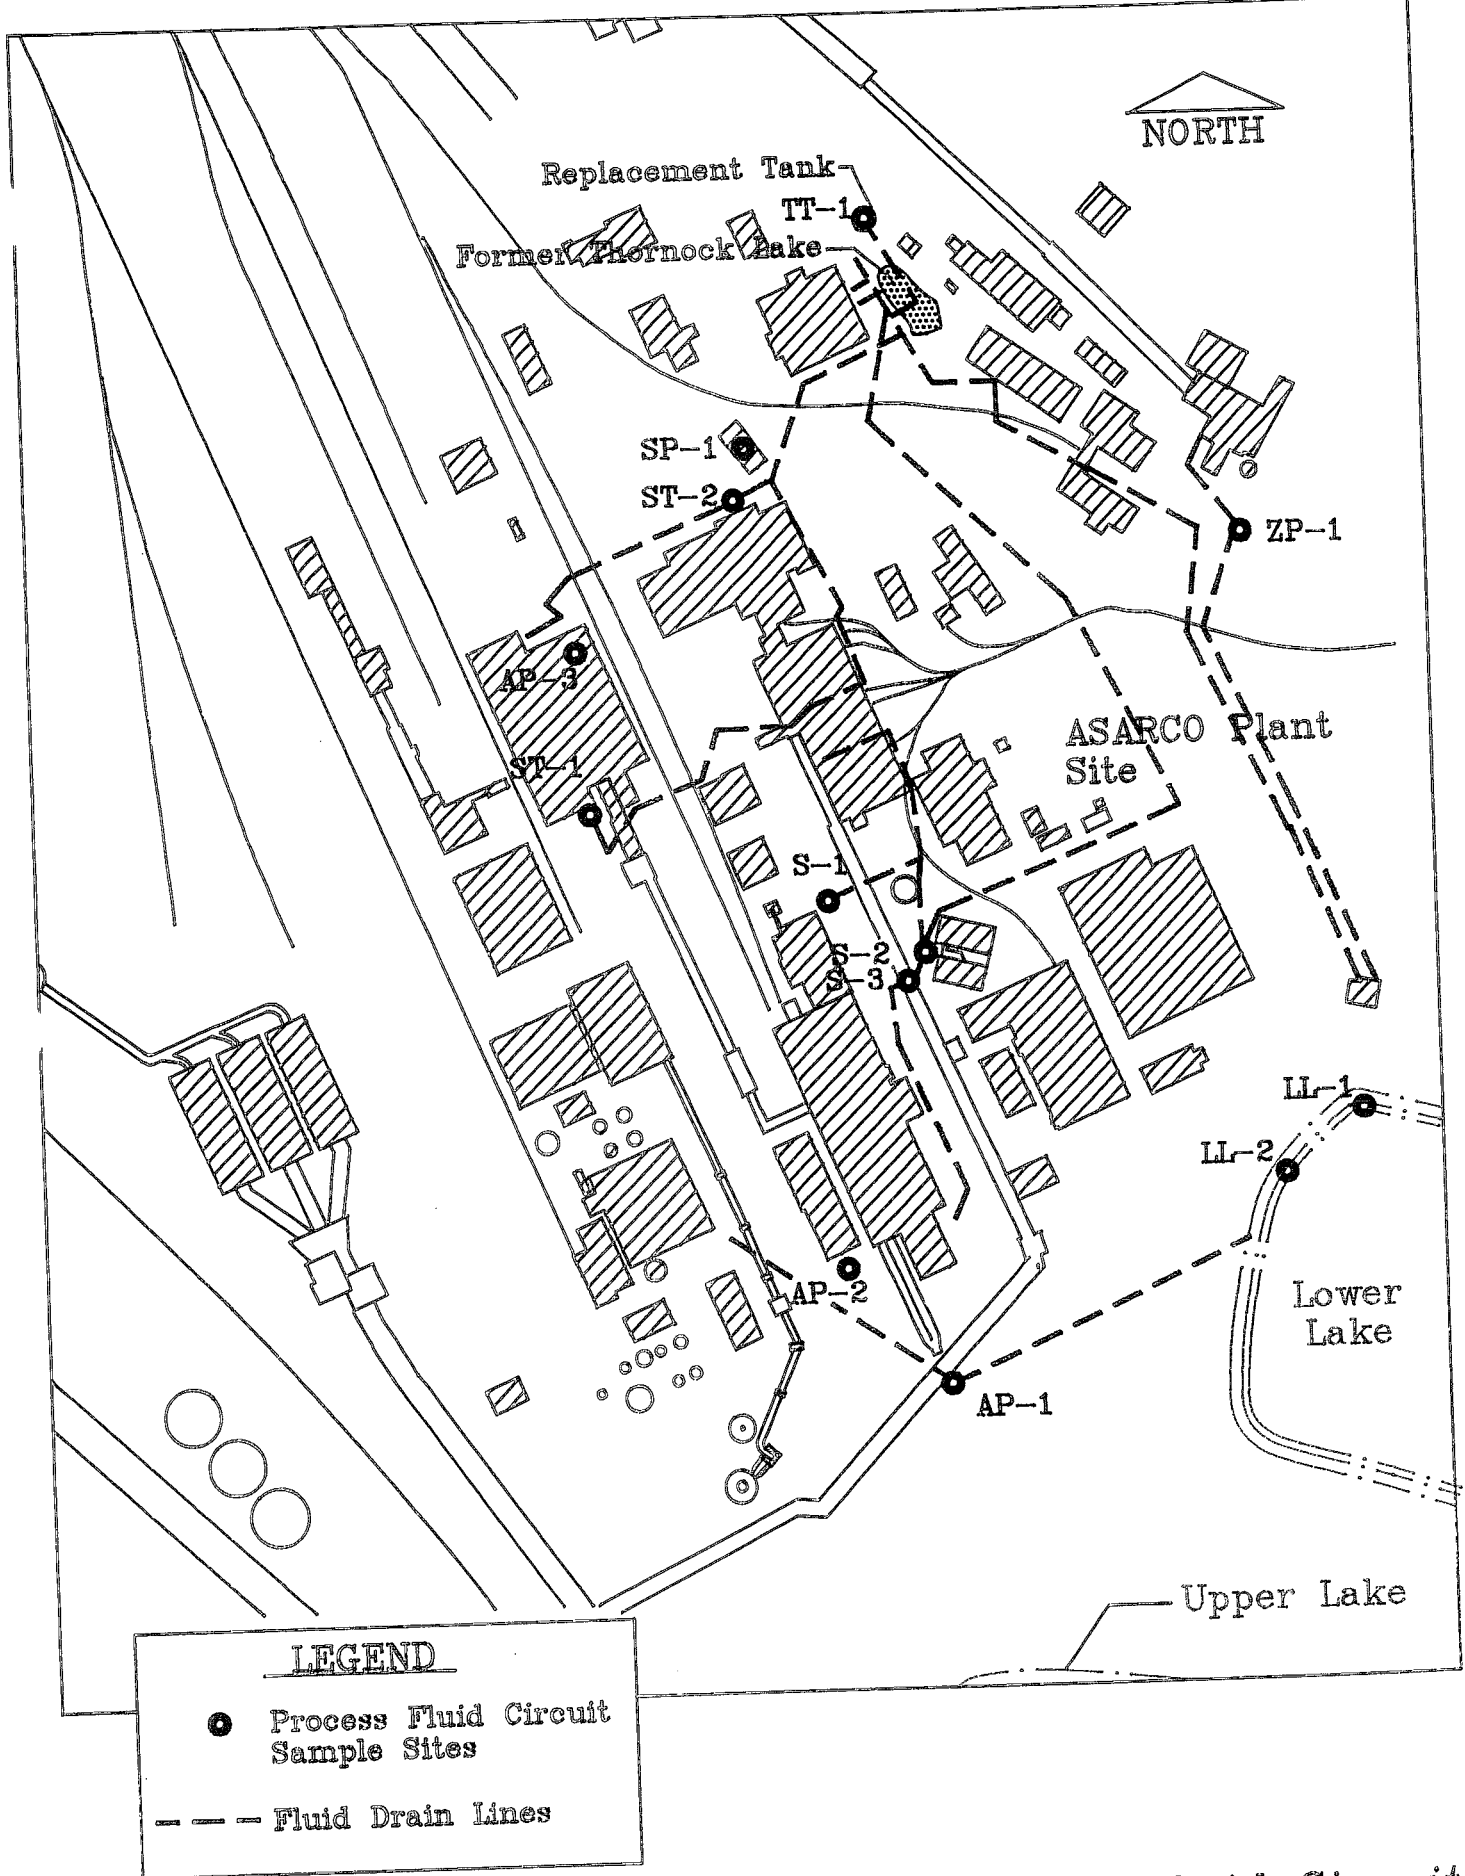 NORTH
Replacement Tank
TT-1
Former Thornock Lake
SP-1
ST-2
ZP-1
AP-3
ASARCO Plant
Site
ST-1
S-1
S-2
S-3
LL-1
LL-2
AP-2
Lower
Lake
AP-1
Upper Lake
LEGEND
Process Fluid Circuit
Sample Sites
Fluid Drain Lines